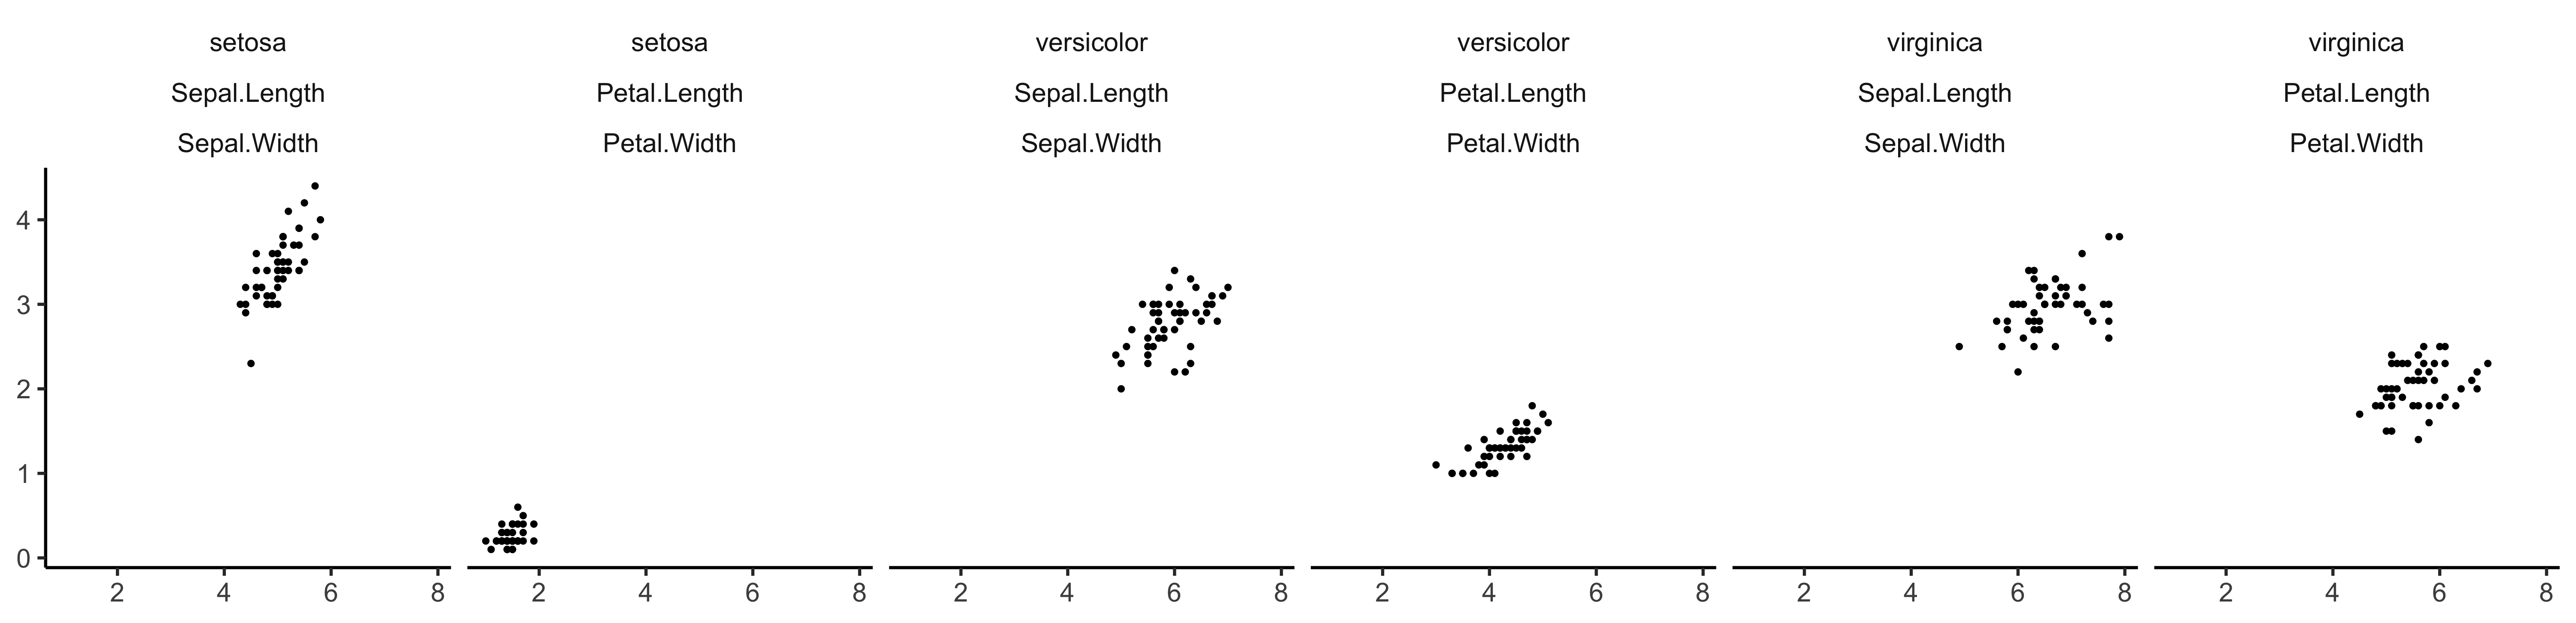 setosa setosa versicolor versicolor virginica virginica
Sepal.Length Petal.Length Sepal.Length Petal.Length Sepal.Length Petal.Length
Sepal.Width Petal.Width Sepal.Width Petal.Width Sepal.Width Petal.Width
4
3
2
1
0
2 4 6 8 2 4 6 8 2 4 6 8 2 4 6 8 2 4 6 8 2 4 6 8